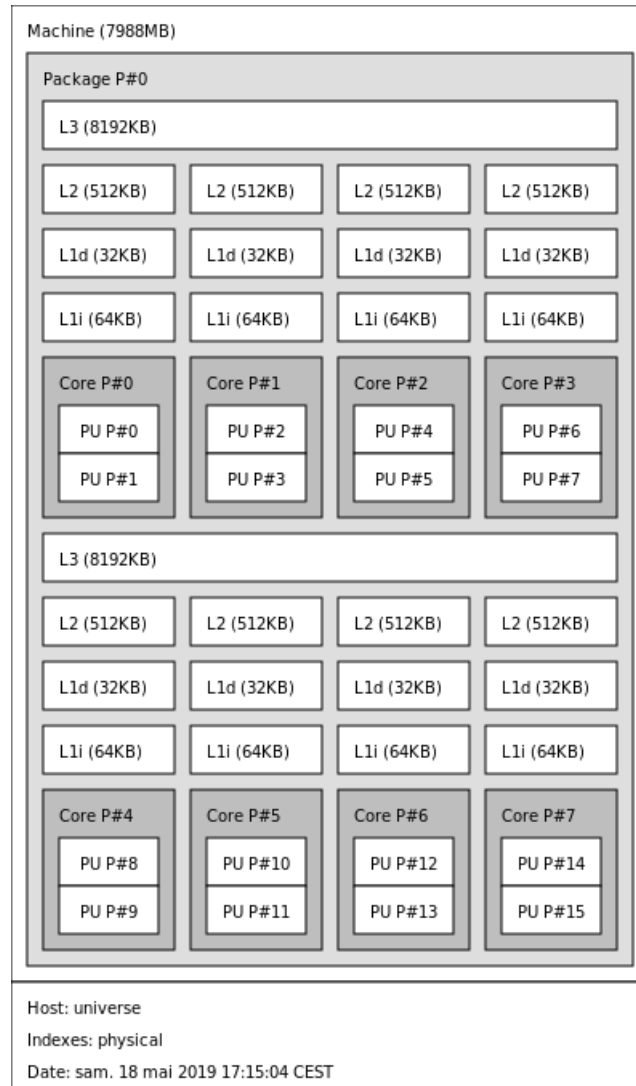 Machine (7988MB)
Package P#0
L3 (8192KB)
L2 (512KB) L2 (512KB) L2 (512KB) L2 (512KB)
L1d (32KB) L1d (32KB) L1d (32KB) L1d (32KB)
L1i (64KB) L1i (64KB) L1i (64KB) L1i (64KB)
Core P#0 Core P#1 Core P#2 Core P#3
PU P#0 PU P#2 PU P#4 PU P#6
PU P#1 PU P#3 PU P#5 PU P#7
L3 (8192KB)
L2 (512KB) L2 (512KB) L2 (512KB) L2 (512KB)
L1d (32KB) L1d (32KB) L1d (32KB) L1d (32KB)
L1i (64KB) L1i (64KB) L1i (64KB) L1i (64KB)
Core P#4 Core P#5 Core P#6 Core P#7
PU P#8 PU P#10 PU P#12 PU P#14
PU P#9 PU P#11 PU P#13 PU P#15
Host: universe
Indexes: physical
Date: sam. 18 mai 2019 17:15:04 CEST